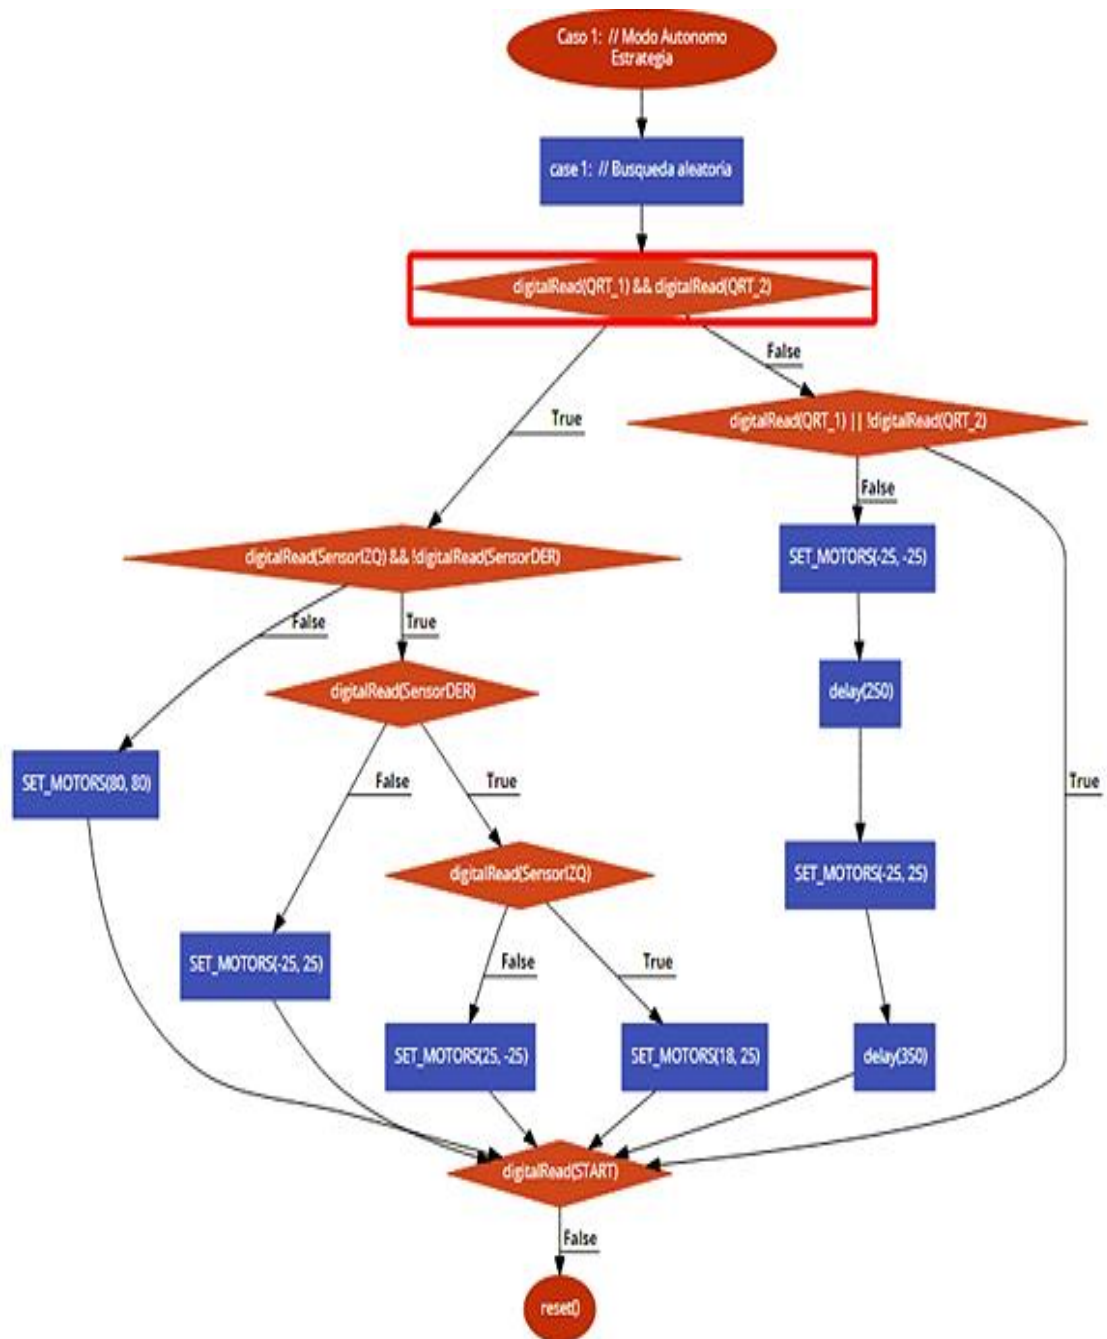 Caso 1:  // Modo Autonomo
Estrategia
case 1:  // Busqueda aleatoria
digitalRead(QRT_1) && digitalRead(QRT_2)
False
True
digitalRead(QRT_1) || !digitalRead(QRT_2)
False
digitalRead(SensorIZQ) && !digitalRead(SensorDER)
SET_MOTORS(-25, -25)
False
True
digitalRead(SensorDER)
delay(250)
SET_MOTORS(80, 80)
False
True
True
digitalRead(SensorIZQ)
SET_MOTORS(-25, 25)
SET_MOTORS(-25, 25)
False
True
SET_MOTORS(25, -25)
SET_MOTORS(18, 25)
delay(350)
digitalRead(START)
False
reset()